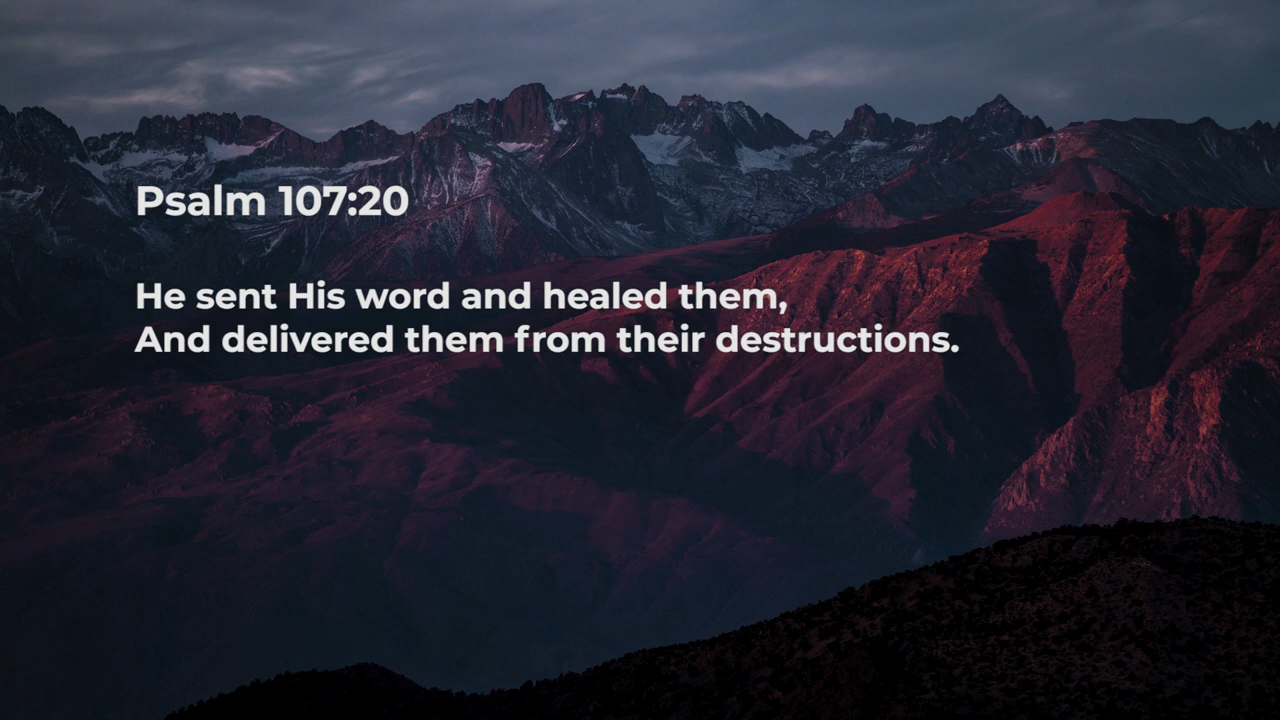 Psalm 107:20
He sent His word and healed them,
And delivered them from their destructions.